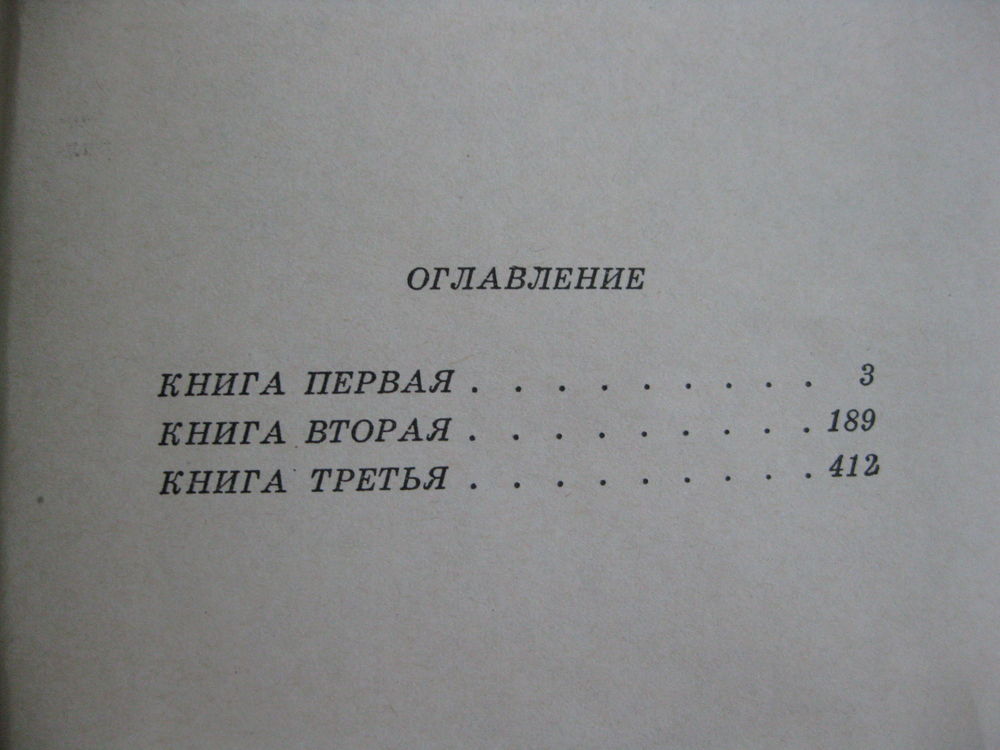 ОГЛАВЛЕНИЕ
КНИГА ПЕРВАЯ . . . . . . . . . 3
КНИГА ВТОРАЯ . . . . . . . . . 189
КНИГА ТРЕТЬЯ . . . . . . . . . 412